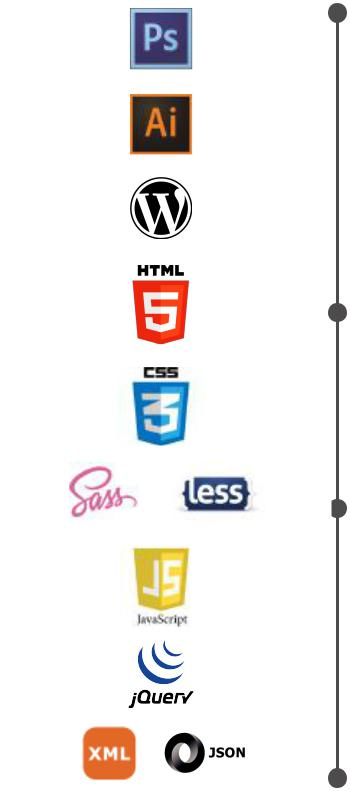 Ps
Ai
W
HTML
5
CSS
3
Sass {less}
JS
JavaScript
jQuery
XML JSON